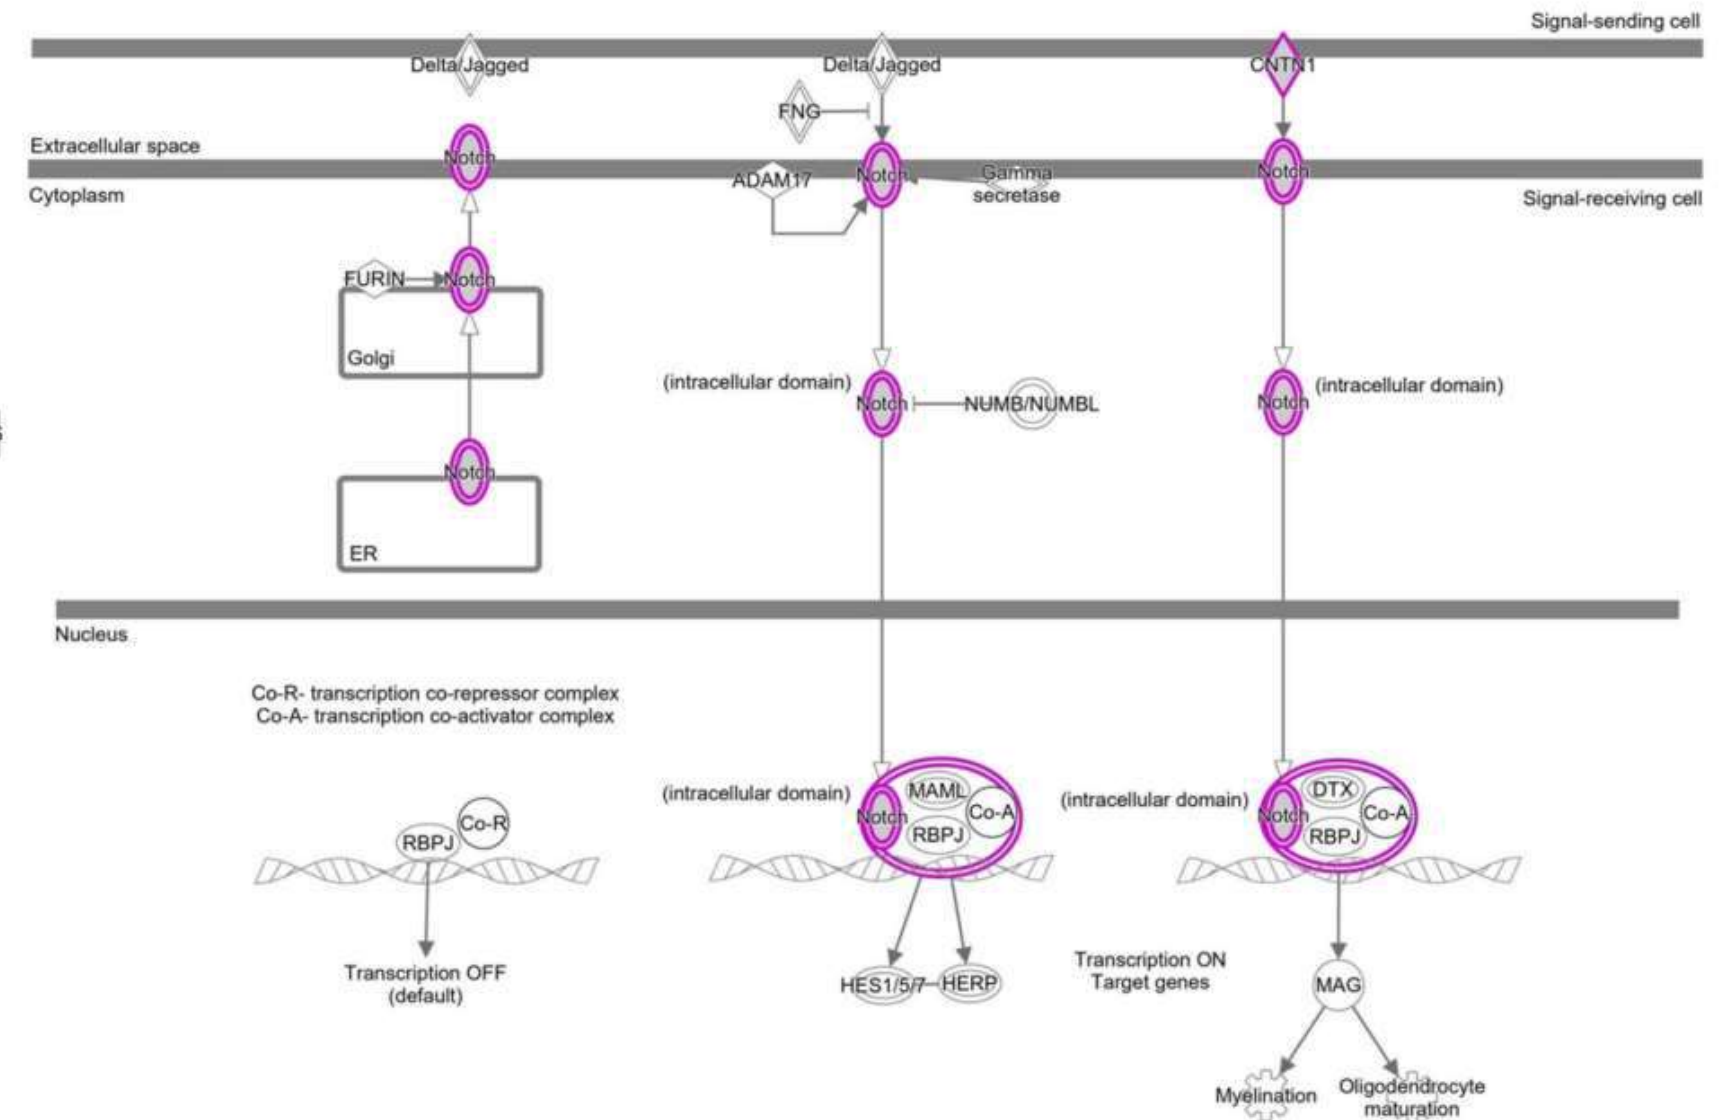 Signal-sending cell
Delta/Jagged
Delta/Jagged
CNTN1
FNG
Extracellular space
Notch
Notch
Notch
ADAM17
Gamma
secretase
Cytoplasm
Signal-receiving cell
FURIN
Notch
Golgi
(intracellular domain)
Notch
NUMB/NUMBL
Notch
(intracellular domain)
Notch
ER
Nucleus
Co-R- transcription co-repressor complex
Co-A- transcription co-activator complex
(intracellular domain)
Notch
MAML
Co-A
RBPJ
(intracellular domain)
Notch
DTX
Co-A
RBPJ
RBPJ
Co-R
Transcription OFF
(default)
HES1/5/7
HERP
Transcription ON
Target genes
MAG
Myelination
Oligodendrocyte
maturation